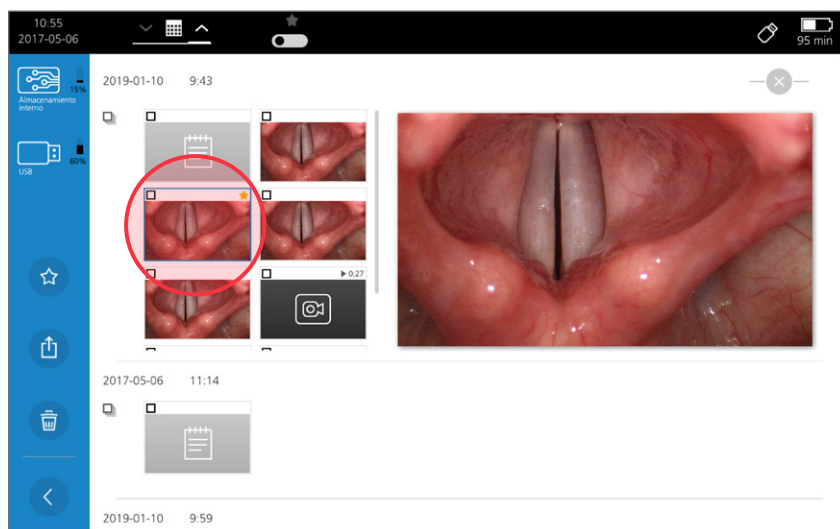 10:55
2017-05-06
95 min
Almacenamiento
interno
15%
USB
60%
2019-01-10 9:43
0:27
2017-05-06 11:14
2019-01-10 9:59